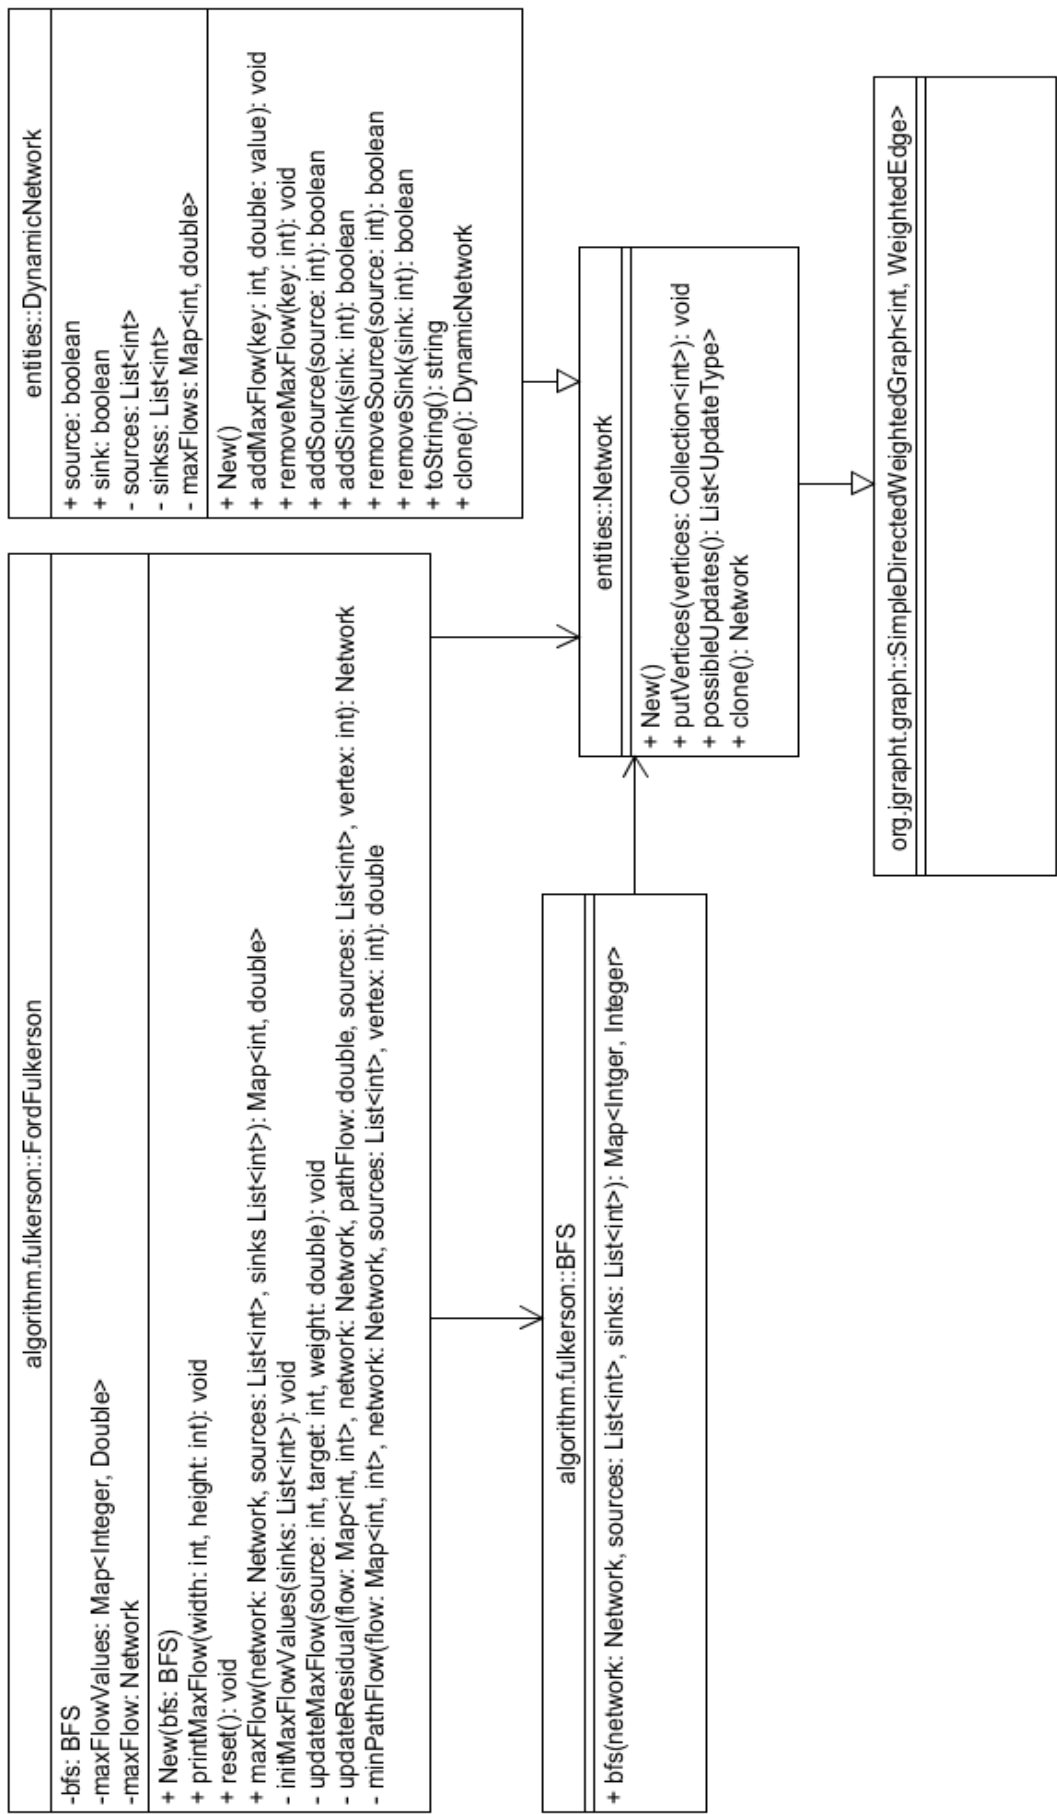 algorithm.fulkerson::FordFulkerson
-bfs: BFS
-maxFlowValues: Map<Integer, Double>
-maxFlow: Network
+ New(bfs: BFS)
+ printMaxFlow(width: int, height: int): void
+ reset(): void
+ maxFlow(network: Network, sources: List<int>, sinks List<int>): Map<int, double>
- initMaxFlowValues(sinks: List<int>): void
- updateMaxFlow(source: int, target: int, weight: double): void
- updateResidual(flow: Map<int, int>, network: Network, pathFlow: double, sources: List<int>, vertex: int): Network
- minPathFlow(flow: Map<int, int>, network: Network, sources: List<int>, vertex: int): double
entities::DynamicNetwork
+ source: boolean
+ sink: boolean
- sources: List<int>
- sinkss: List<int>
- maxFlows: Map<int, double>
+ New()
+ addMaxFlow(key: int, double: value): void
+ removeMaxFlow(key: int): void
+ addSource(source: int): boolean
+ addSink(sink: int): boolean
+ removeSource(source: int): boolean
+ removeSink(sink: int): boolean
+ toString(): string
+ clone(): DynamicNetwork
algorithm.fulkerson::BFS
+ bfs(network: Network, sources: List<int>, sinks: List<int>): Map<Intger, Integer>
entities::Network
+ New()
+ putVertices(vertices: Collection<int>): void
+ possibleUpdates(): List<UpdateType>
+ clone(): Network
org.jgrapht.graph::SimpleDirectedWeightedGraph<int, WeightedEdge>